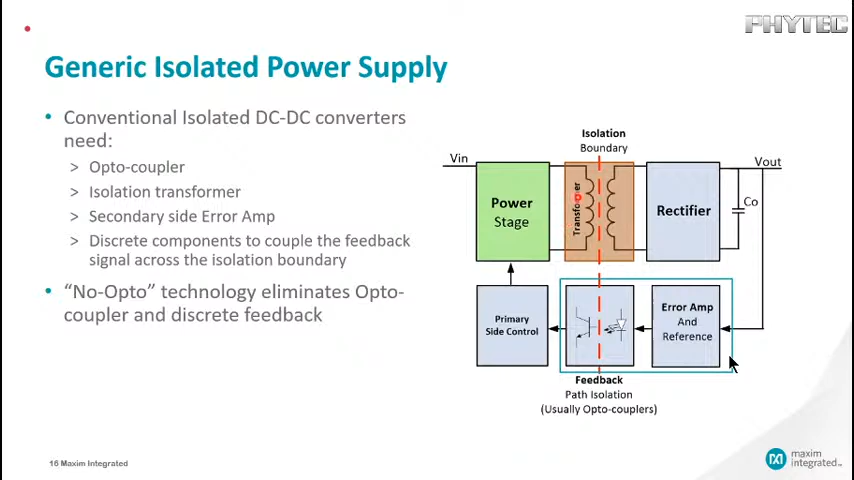 PHYTEC
Generic Isolated Power Supply
• Conventional Isolated DC-DC converters
need:
> Opto-coupler
> Isolation transformer
> Secondary side Error Amp
> Discrete components to couple the feedback
signal across the isolation boundary
• “No-Opto” technology eliminates Opto-
coupler and discrete feedback
Isolation
Boundary
Vin
Vout
Power
Stage
Rectifier
Co
Primary
Side Control
Error Amp
And
Reference
Feedback
Path Isolation
(Usually Opto-couplers)
16 Maxim Integrated
maxim
integrated™